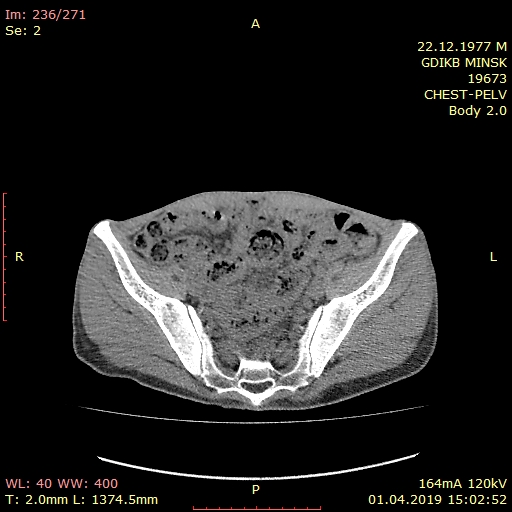 Im: 236/271
Se: 2
A
22.12.1977 M
GDIKB MINSK
19673
CHEST-PELV
Body 2.0
R
L
WL: 40 WW: 400
T: 2.0mm L: 1374.5mm
P
164mA 120kV
01.04.2019 15:02:52